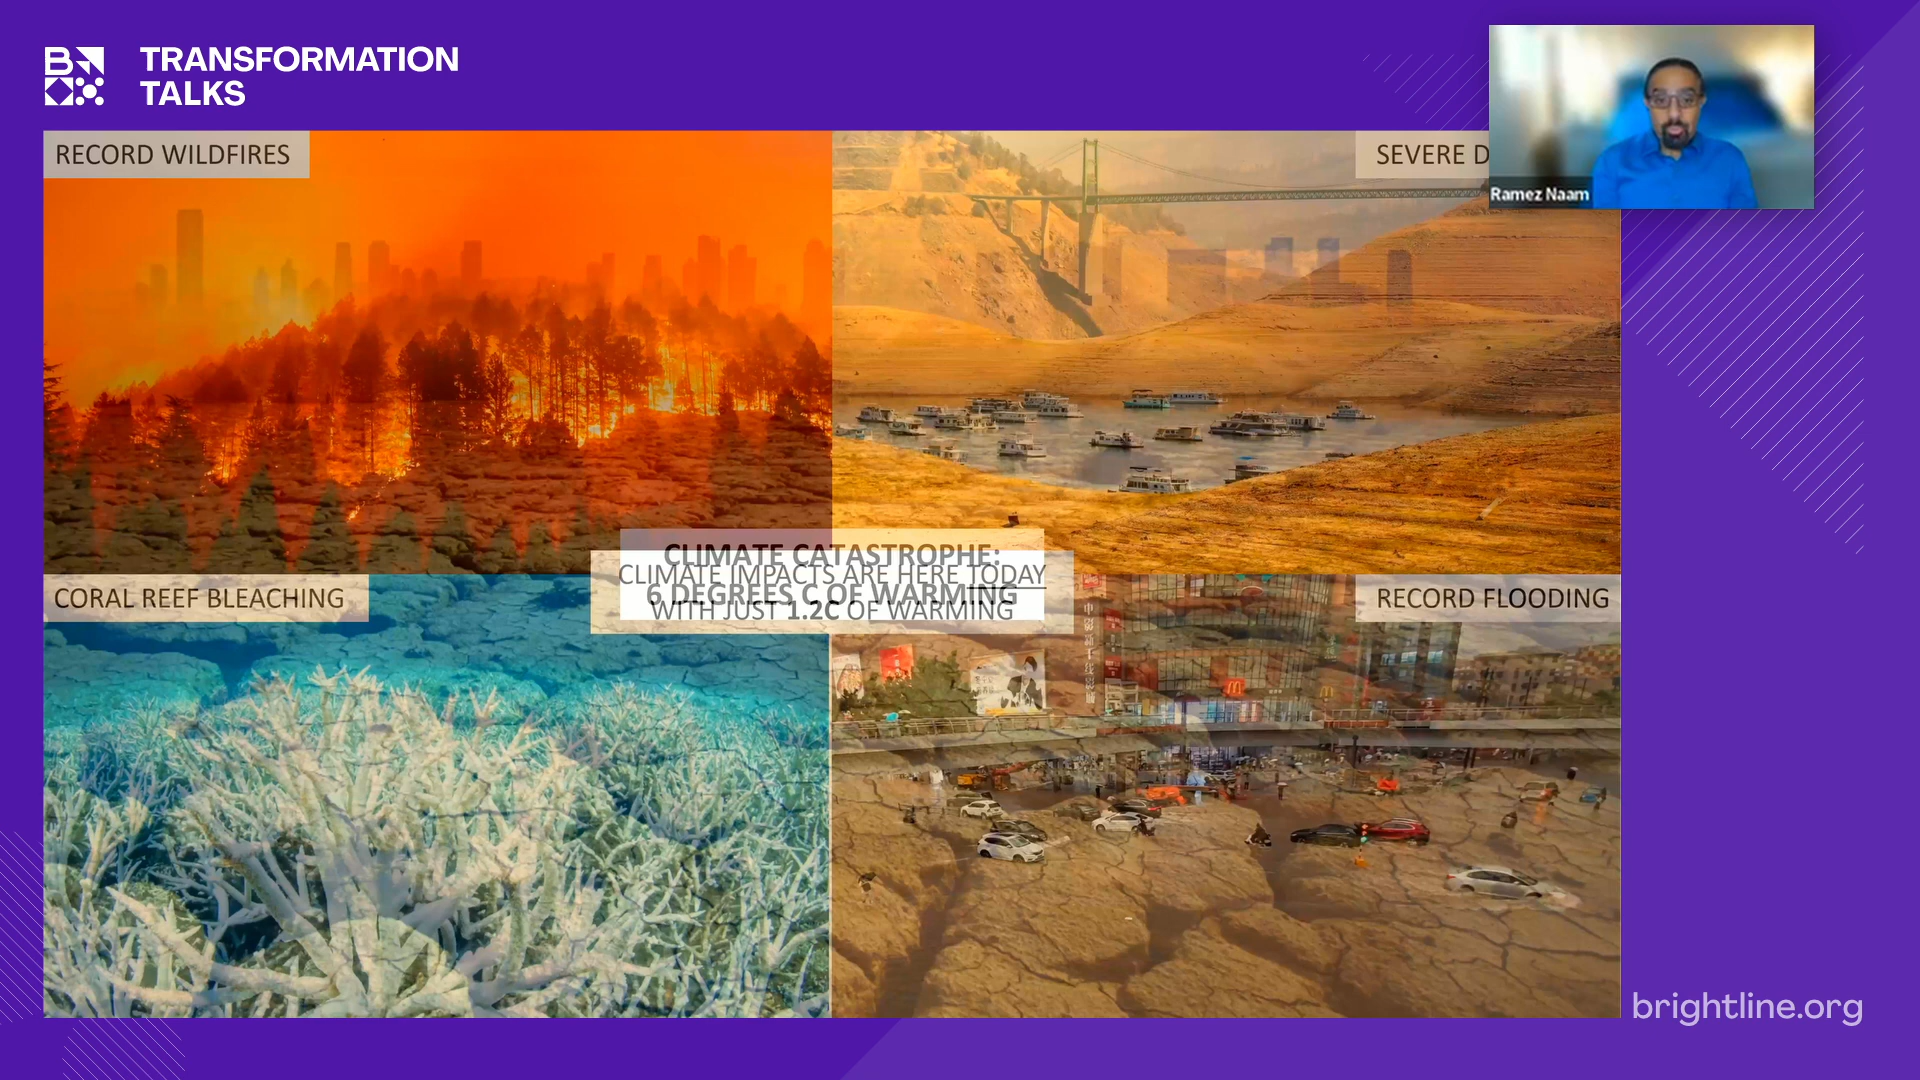 TRANSFORMATION
TALKS
Ramez Naam
RECORD WILDFIRES
SEVERE D
CLIMATE CATASTROPHE:
6 DEGREES C OF WARMING
CLIMATE IMPACTS ARE HERE TODAY
WITH JUST 1.2C OF WARMING
CORAL REEF BLEACHING
RECORD FLOODING
brightline.org